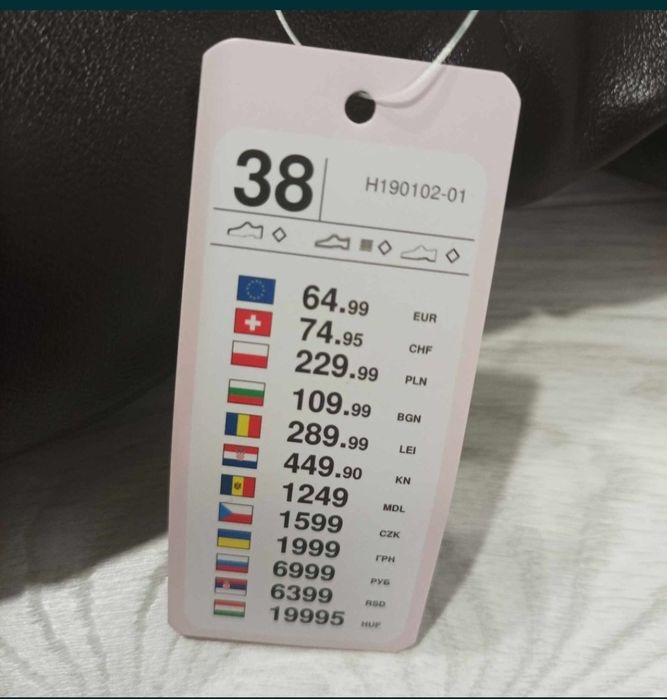 38 H190102-01
64.99 EUR
74.95 CHF
229.99 PLN
109.99 BGN
289.99 LEI
449.90 KN
1249 MDL
1599 CZK
1999 ГРН
6999 РУБ
6399 RSD
19995 HUF